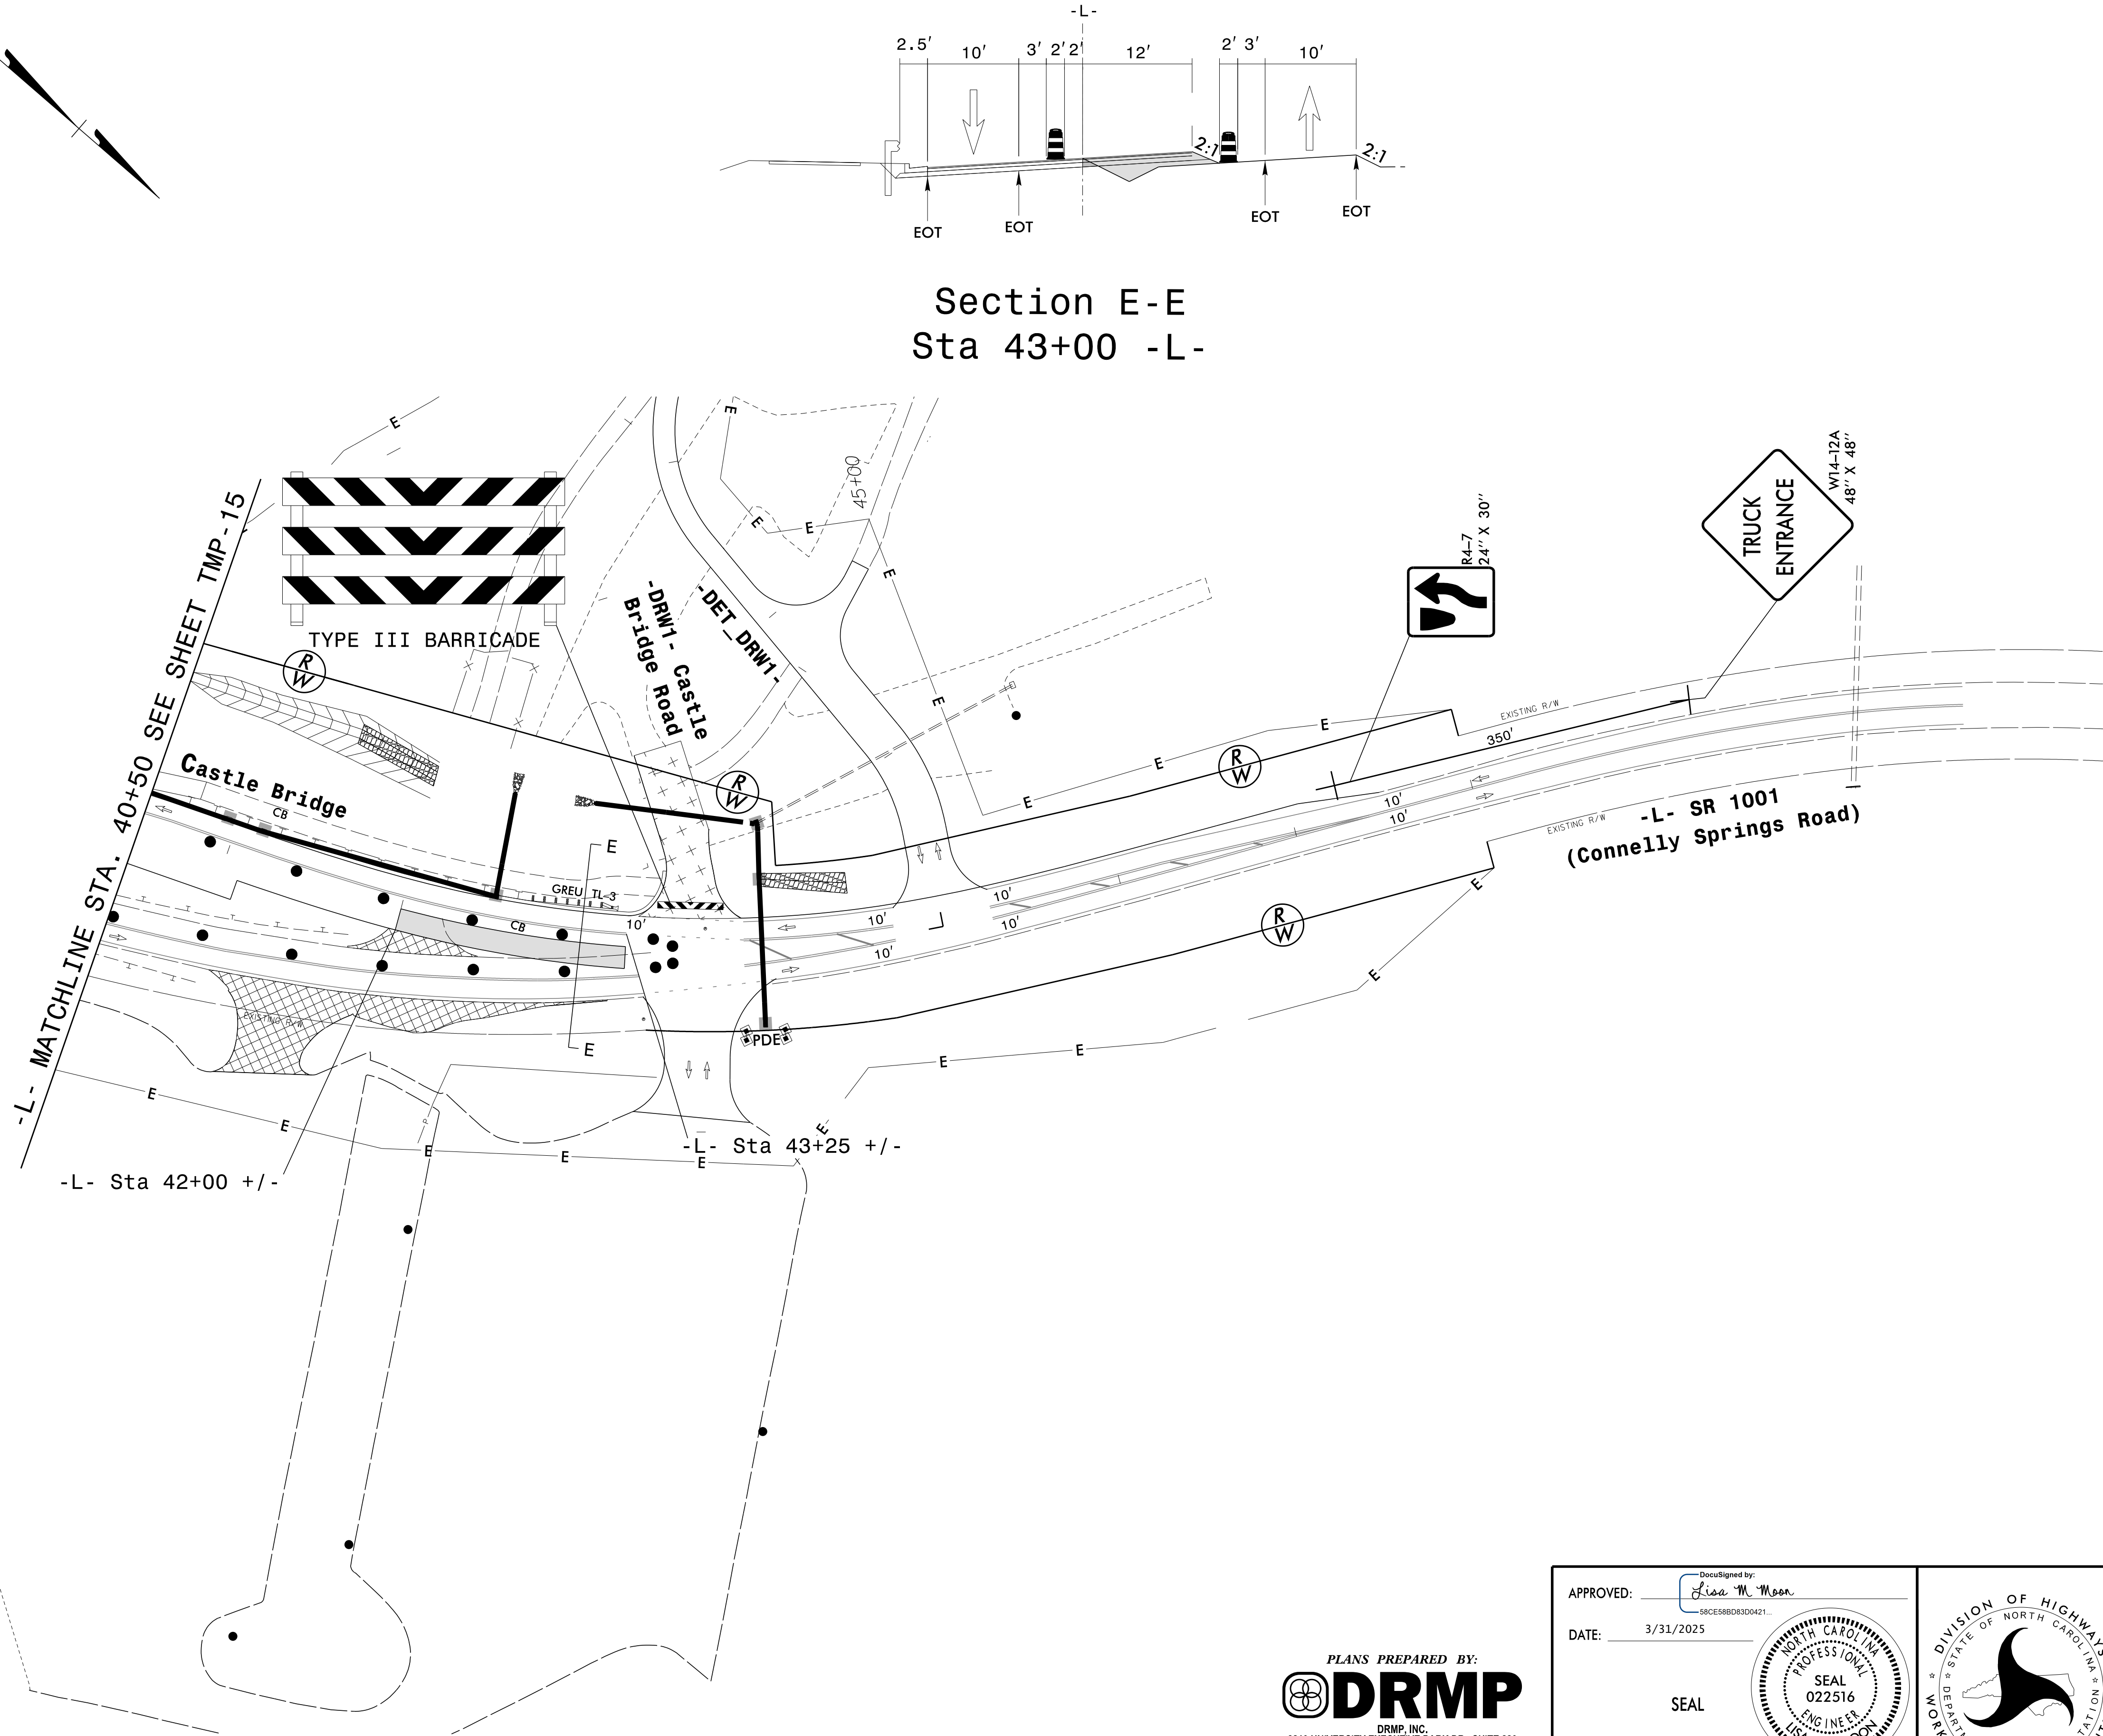 -L-
2.5' 10' 3' 2' 2' 12' 2' 3' 10'
2:1 2:1
EOT EOT EOT EOT
Section E-E
Sta 43+00 -L-
-L- MATCHLINE STA. 40+50 SEE SHEET TMP-15
TYPE III BARRICADE
R/W
Castle Bridge
CB
-DRW1- Castle
Bridge Road
-DET_DRW1-
45+00
E
E
E
E
E
E
R/W
GREU TL-3
E
CB
10'
10'
10'
10'
10'
E
PDE
EXISTING R/W
E
E
E
E
E
E
P
-L- Sta 42+00 +/-
-L- Sta 43+25 +/-
E
E
E
R/W
E
E
E
R/W
10'
10'
350'
EXISTING R/W
EXISTING R/W
R4-7
24" X 30"
TRUCK
ENTRANCE
W14-12A
48" X 48"
-L- SR 1001
(Connelly Springs Road)
E
E
PLANS PREPARED BY:
DRMP
DRMP, INC.
APPROVED:
DocuSigned by:
Lisa M Moon
58CE58BD83D0421...
DATE: 3/31/2025
SEAL
NORTH CAROLINA
PROFESSIONAL
SEAL
022516
ENGINEER
DIVISION OF HIGHWAYS
STATE OF NORTH CAROLINA